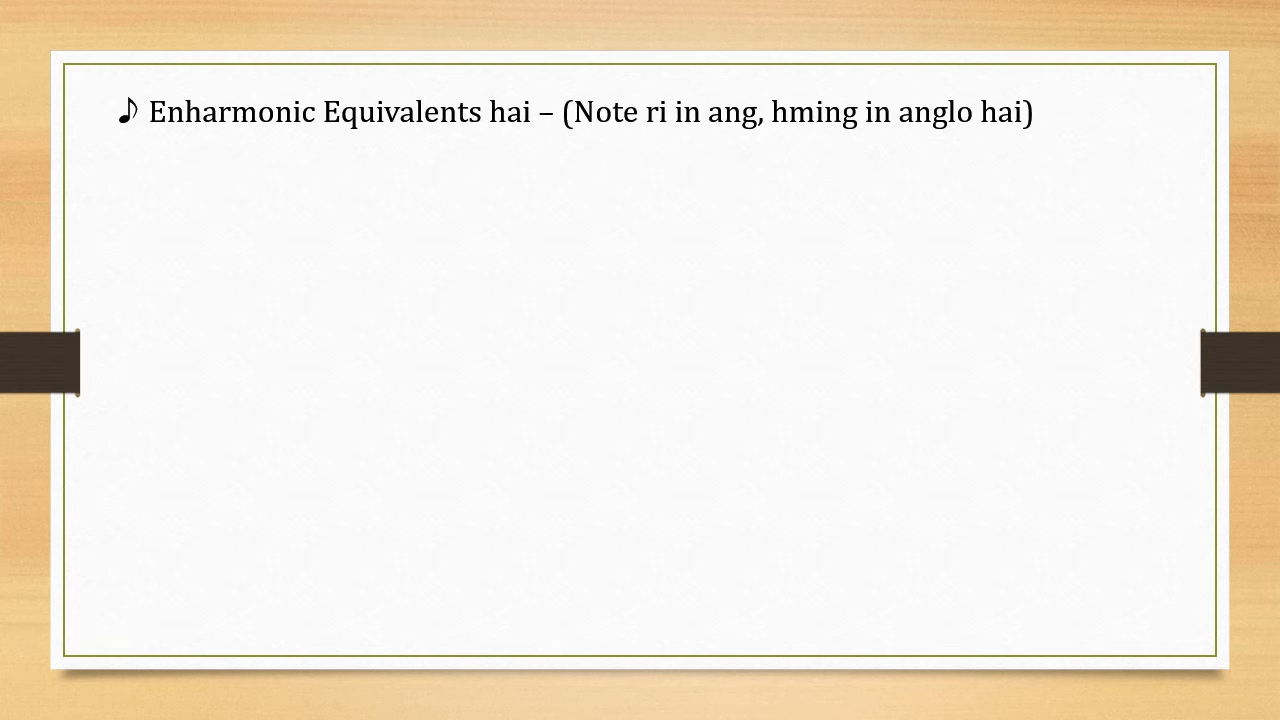 ♪ Enharmonic Equivalents hai – (Note ri in ang, hming in anglo hai)